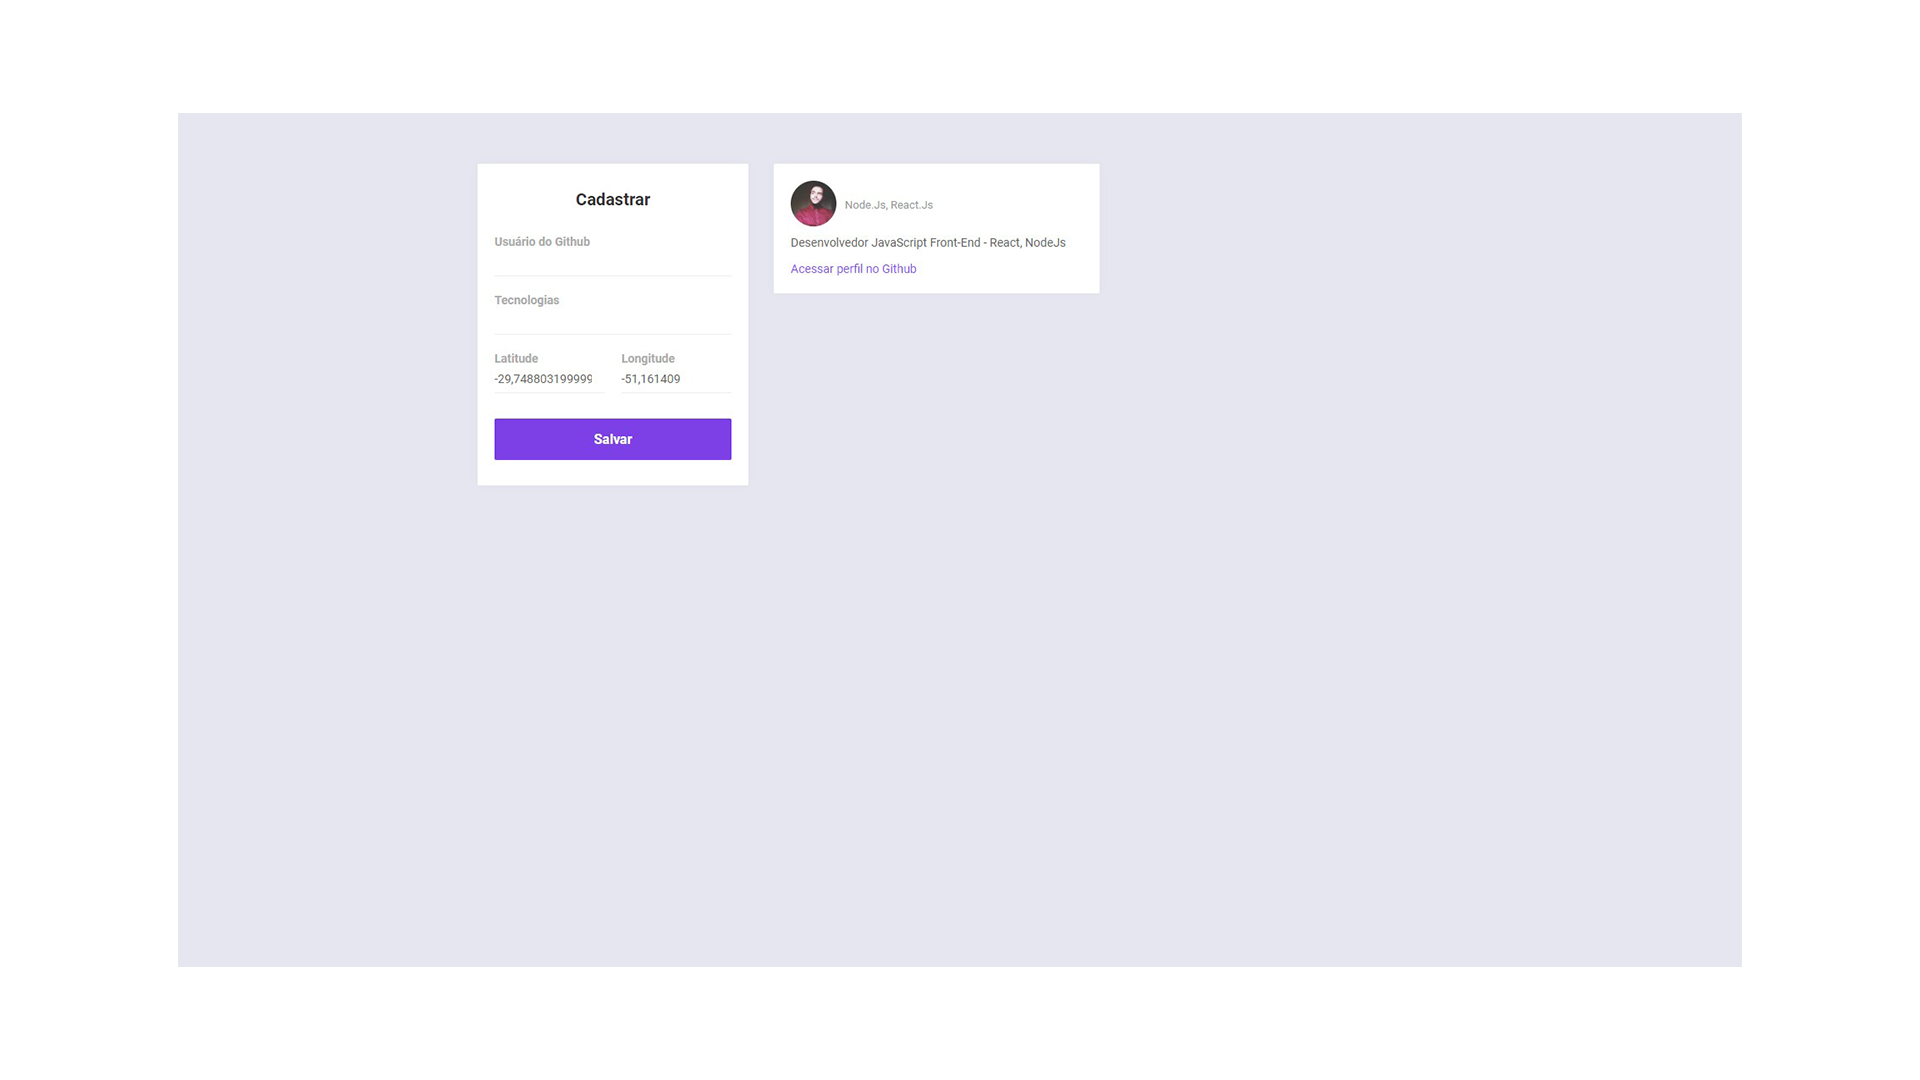 Cadastrar
Usuário do Github
Tecnologias
Latitude Longitude
-29,748803199999 -51,161409
Salvar
Node.Js, React.Js
Desenvolvedor JavaScript Front-End - React, NodeJs
Acessar perfil no Github